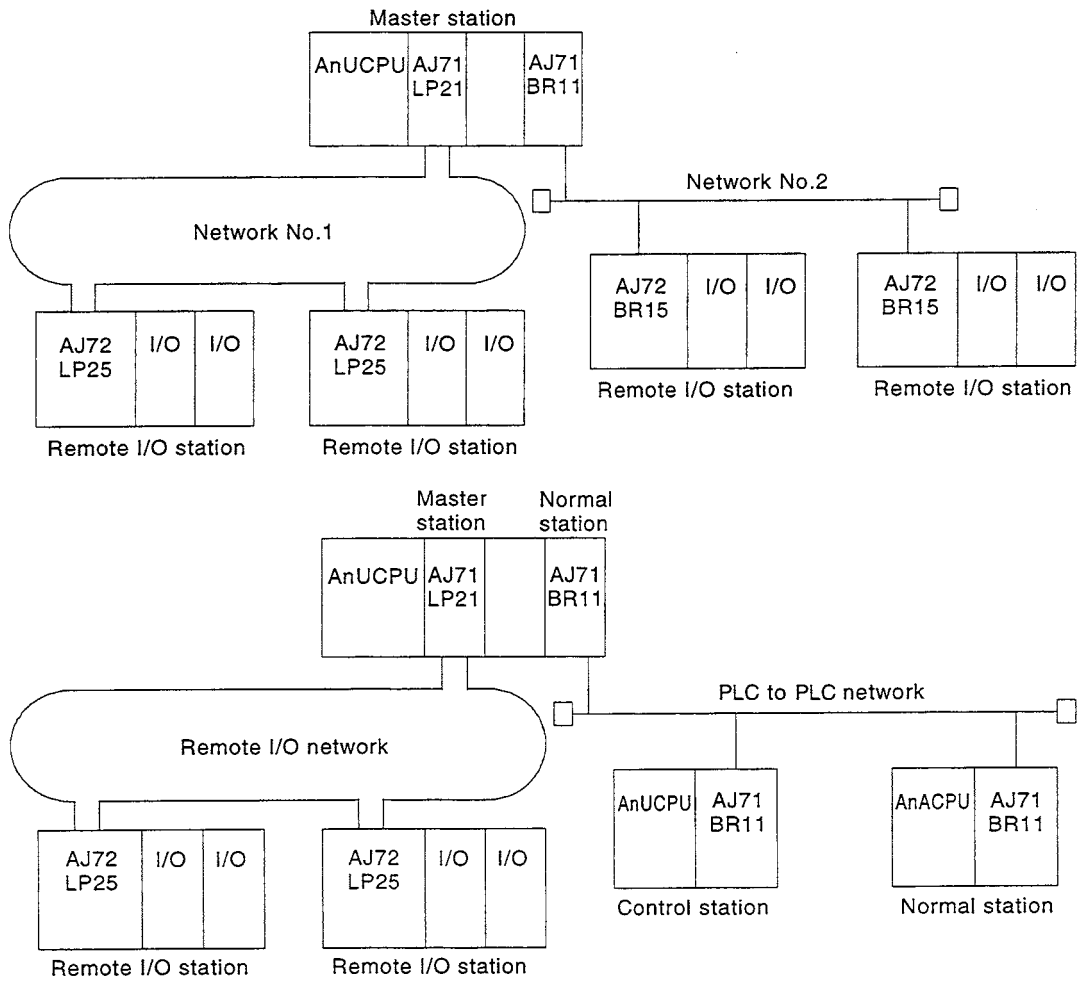 Master station
AnUCPU
AJ71
LP21
AJ71
BR11
Network No.1
Network No.2
AJ72
LP25
I/O
I/O
Remote I/O station
AJ72
LP25
I/O
I/O
Remote I/O station
AJ72
BR15
I/O
I/O
Remote I/O station
AJ72
BR15
I/O
I/O
Remote I/O station
Master
station
Normal
station
AnUCPU
AJ71
LP21
AJ71
BR11
Remote I/O network
PLC to PLC network
AJ72
LP25
I/O
I/O
Remote I/O station
AJ72
LP25
I/O
I/O
Remote I/O station
AnUCPU
AJ71
BR11
Control station
AnACPU
AJ71
BR11
Normal station